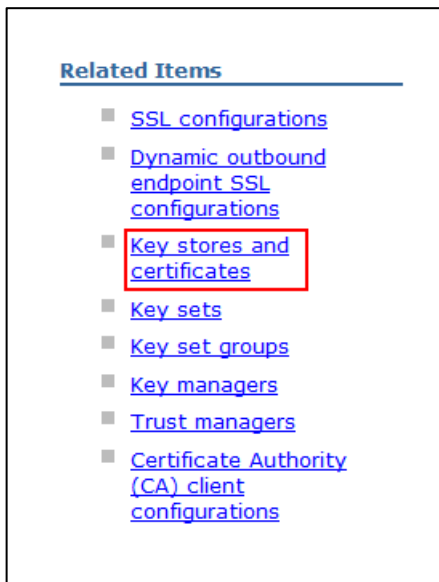 Related Items
SSL configurations
Dynamic outbound
endpoint SSL
configurations
Key stores and
certificates
Key sets
Key set groups
Key managers
Trust managers
Certificate Authority
(CA) client
configurations